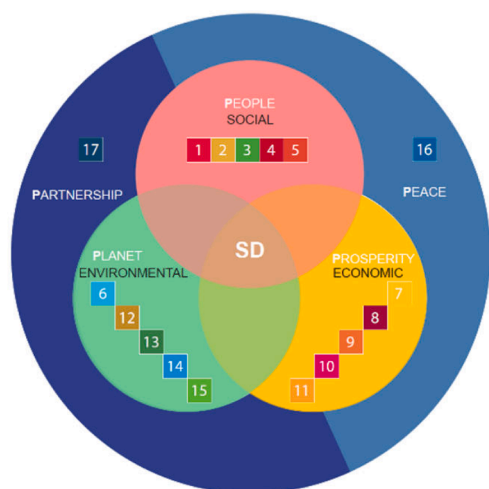 PEOPLE
SOCIAL
1 2 3 4 5
17
16
PARTNERSHIP
PEACE
SD
PLANET
ENVIRONMENTAL
6
12
13
14
15
PROSPERITY
ECONOMIC
7
8
9
10
11